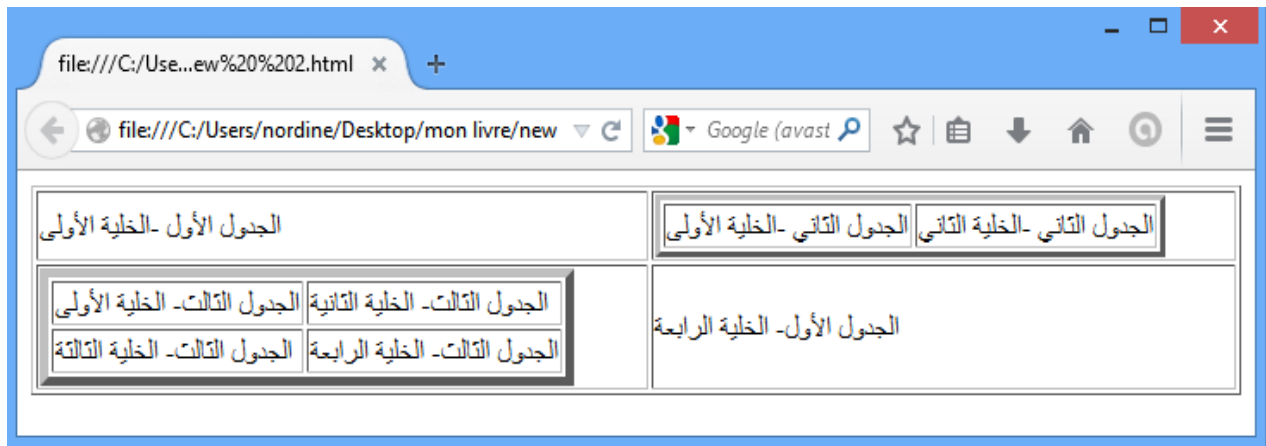 file:///C:/Use...ew%20%202.html
file:///C:/Users/nordine/Desktop/mon livre/new
Google (avast
الجدول الأول -الخلية الأولى
الجدول الثاني -الخلية الأولى
الجدول الثاني -الخلية الثاني
الجدول الثالث- الخلية الأولى
الجدول الثالث- الخلية الثانية
الجدول الثالث- الخلية الثالثة
الجدول الثالث- الخلية الرابعة
الجدول الأول- الخلية الرابعة